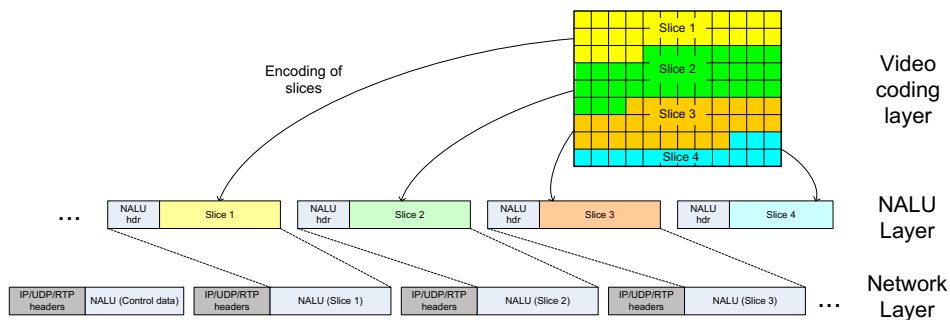 Slice 1
Slice 2
Slice 3
Slice 4
Encoding of
slices
Video
coding
layer
...
NALU
hdr
Slice 1
NALU
hdr
Slice 2
NALU
hdr
Slice 3
NALU
hdr
Slice 4
NALU
Layer
IP/UDP/RTP
headers
NALU (Control data)
IP/UDP/RTP
headers
NALU (Slice 1)
IP/UDP/RTP
headers
NALU (Slice 2)
IP/UDP/RTP
headers
NALU (Slice 3)
...
Network
Layer